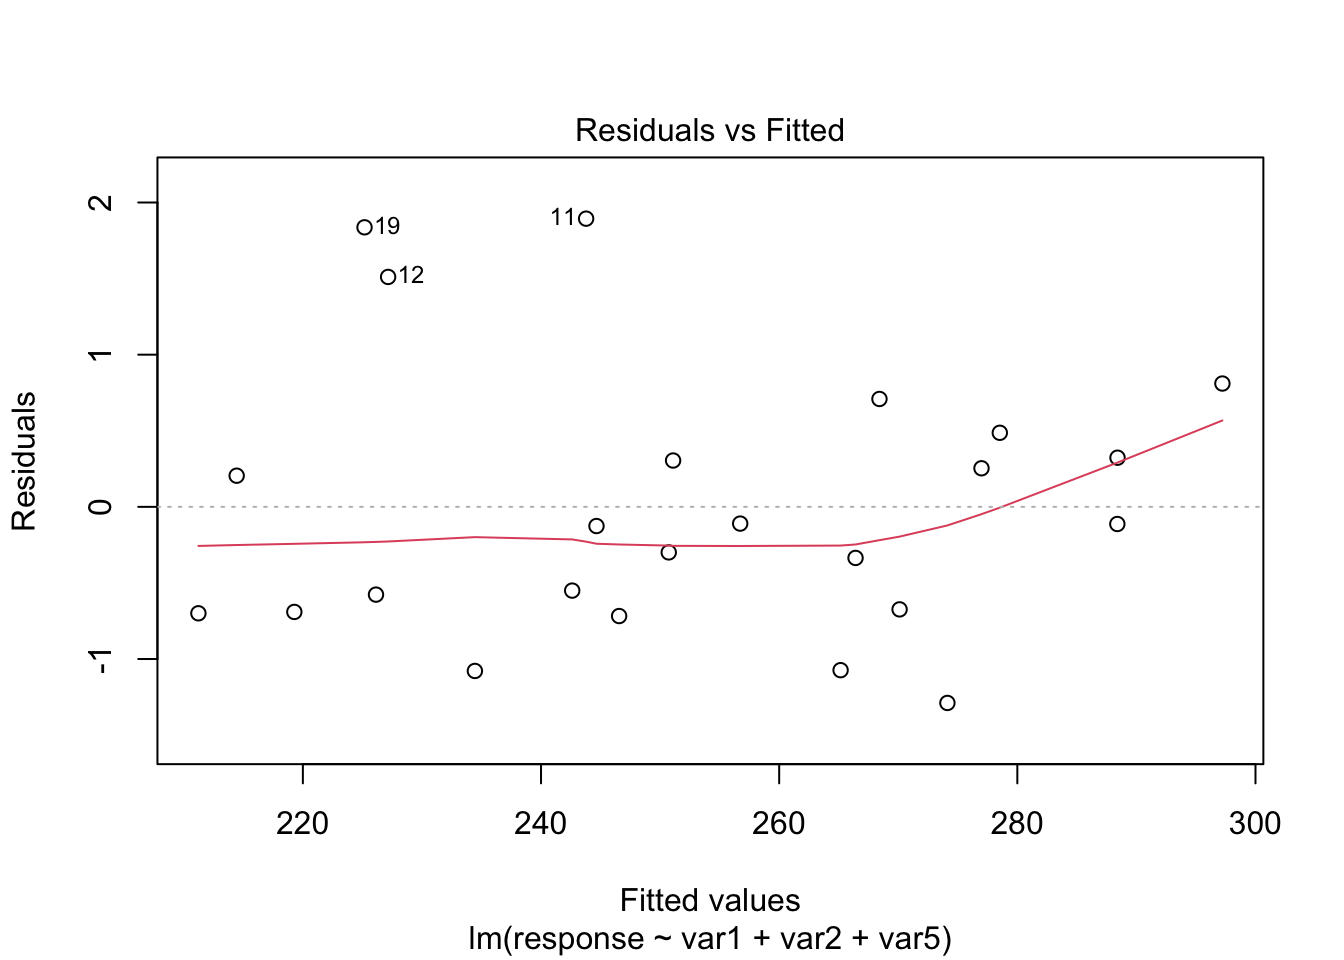 Residuals vs Fitted
2
1
0
-1
Residuals
19
11
12
220 240 260 280 300
Fitted values
lm(response ~ var1 + var2 + var5)